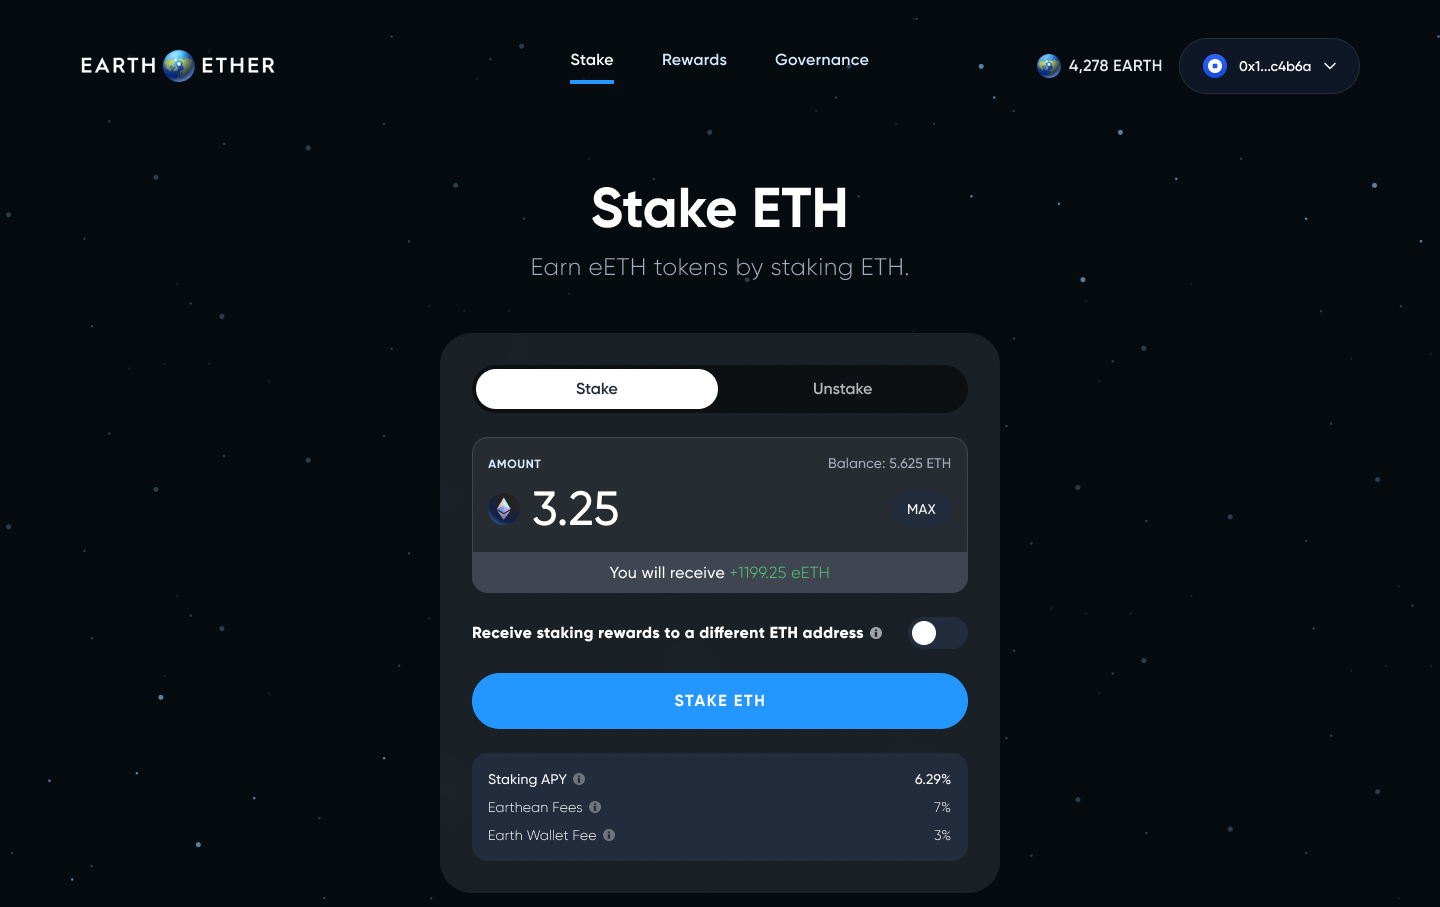 EARTH ETHER
Stake Rewards Governance
4,278 EARTH
0x1...c4b6a
Stake ETH
Earn eETH tokens by staking ETH.
Stake Unstake
AMOUNT Balance: 5.625 ETH
3.25 MAX
You will receive +1199.25 eETH
Receive staking rewards to a different ETH address
STAKE ETH
Staking APY 6.29%
Earthean Fees 7%
Earth Wallet Fee 3%